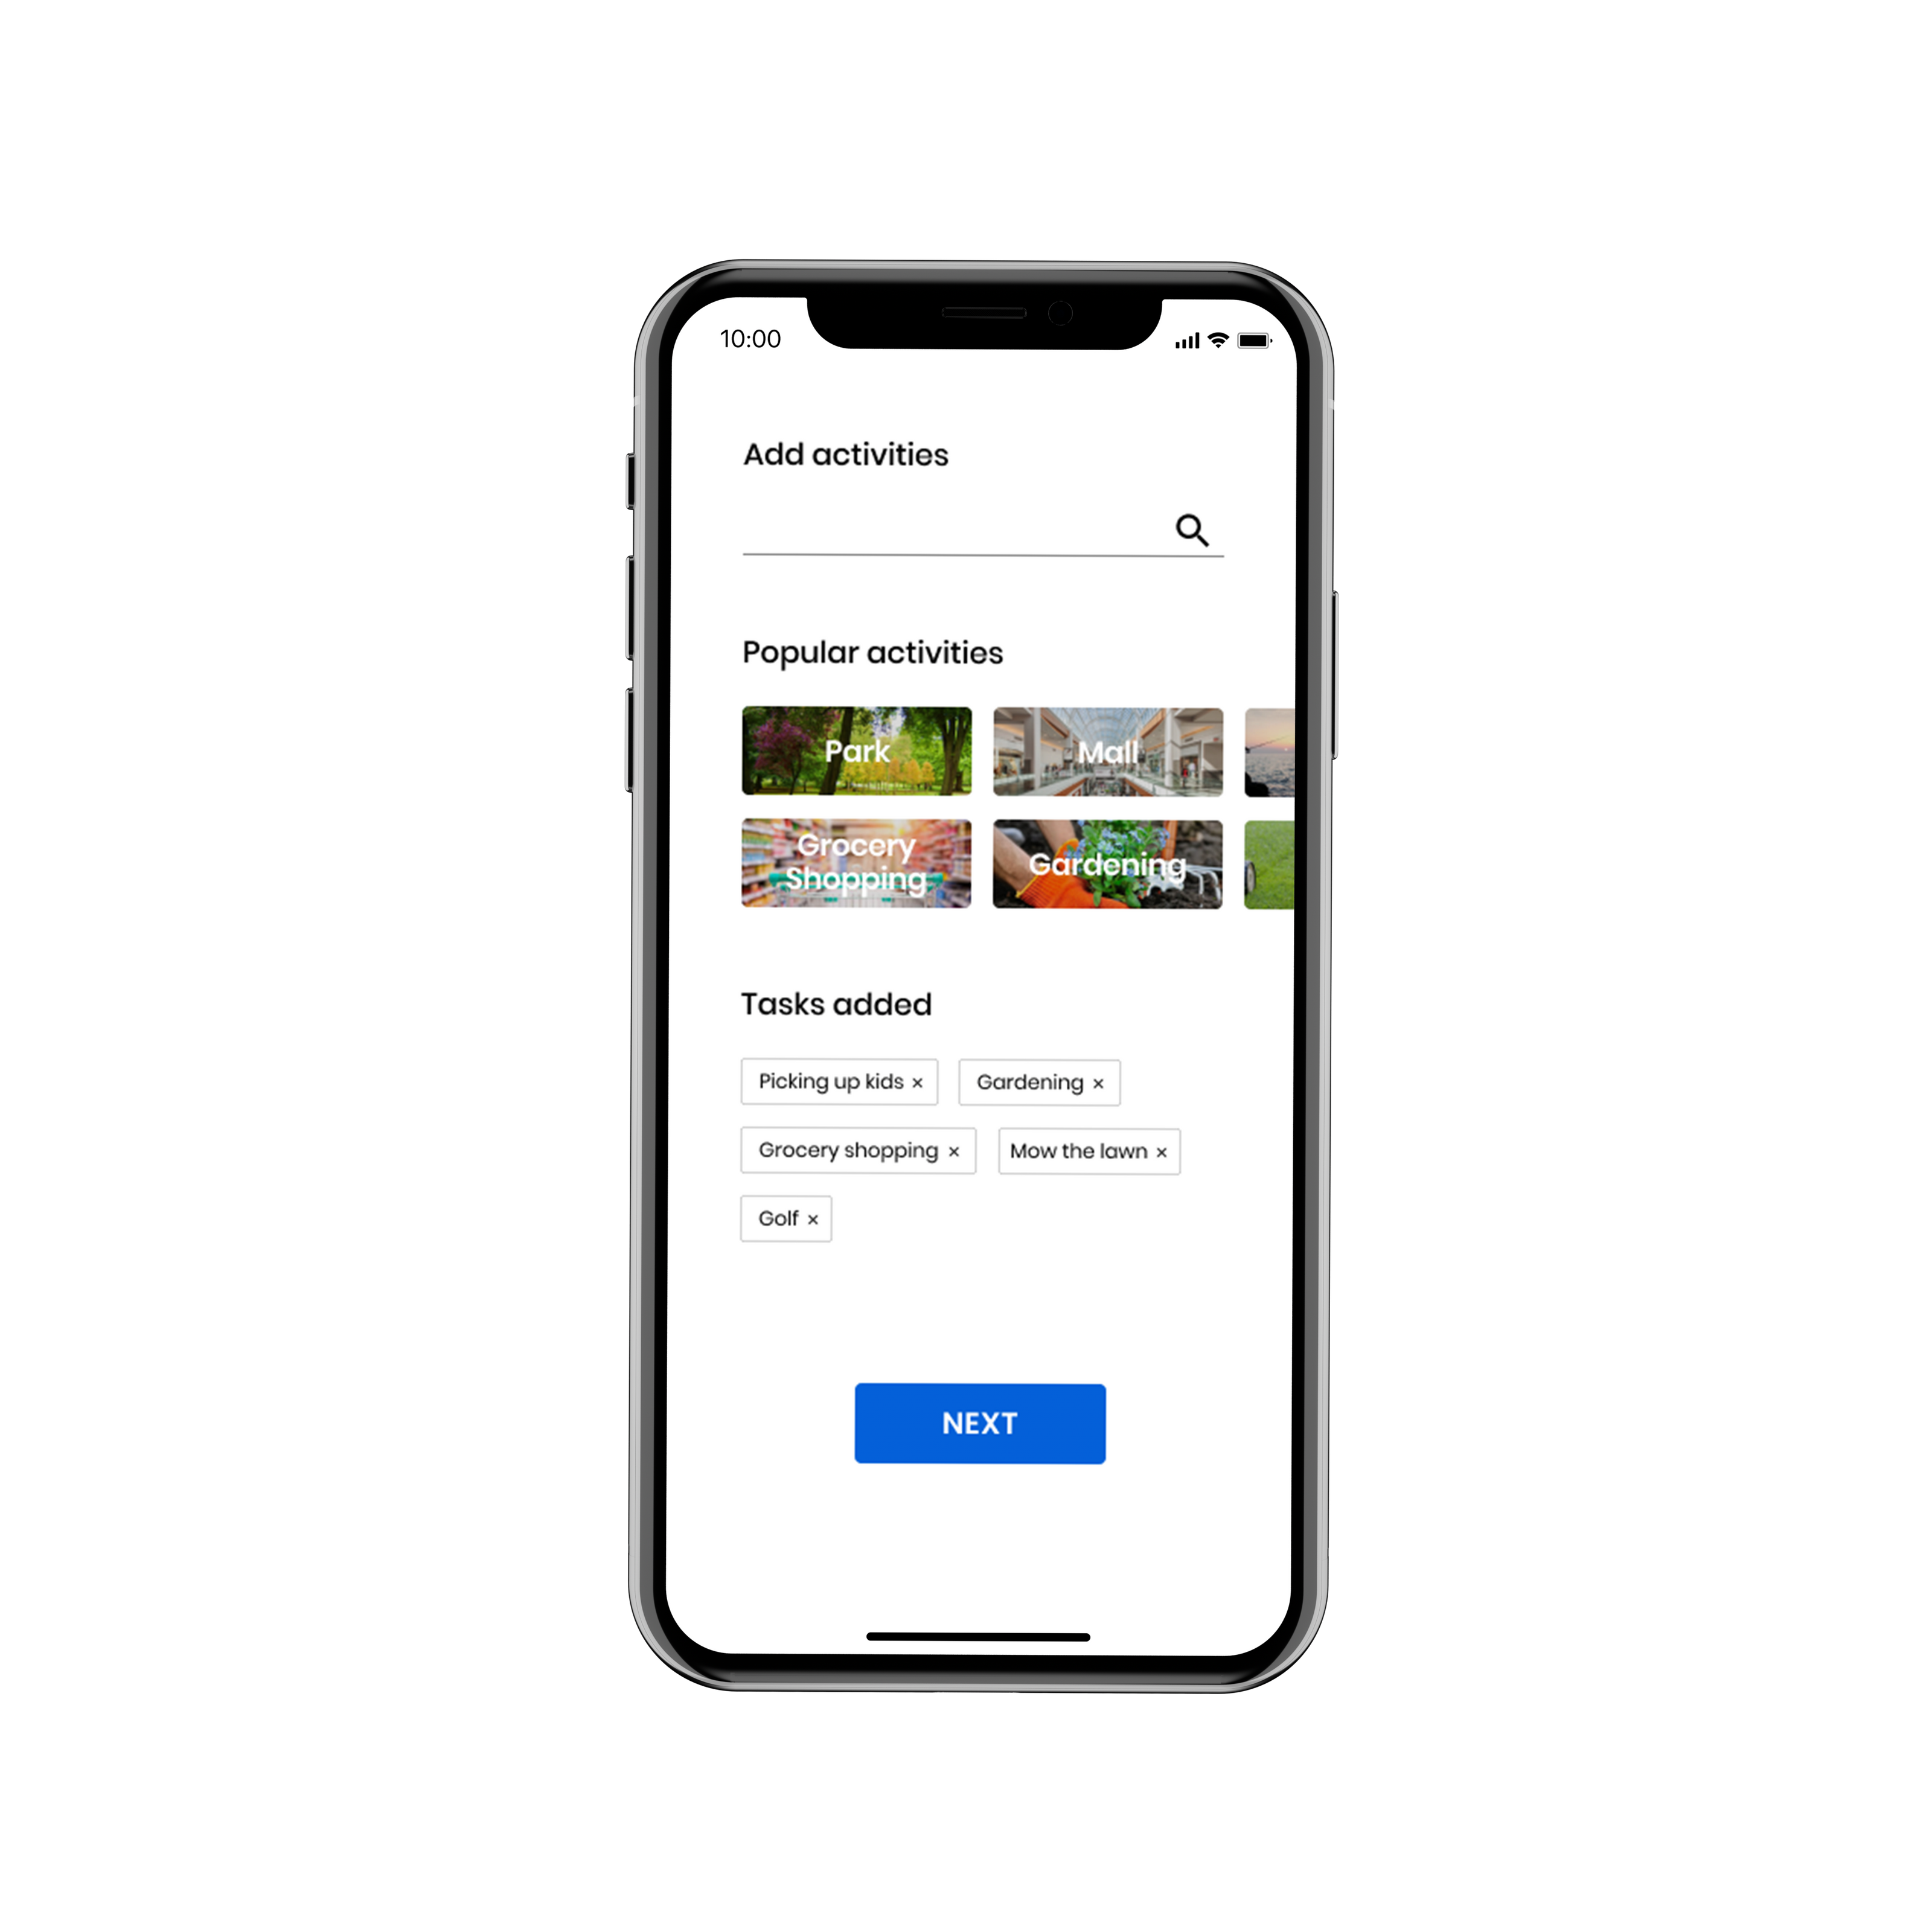 10:00
Add activities
Popular activities
Park
Mall
Grocery
Shopping
Gardening
Tasks added
Picking up kids ×
Gardening ×
Grocery shopping ×
Mow the lawn ×
Golf ×
NEXT